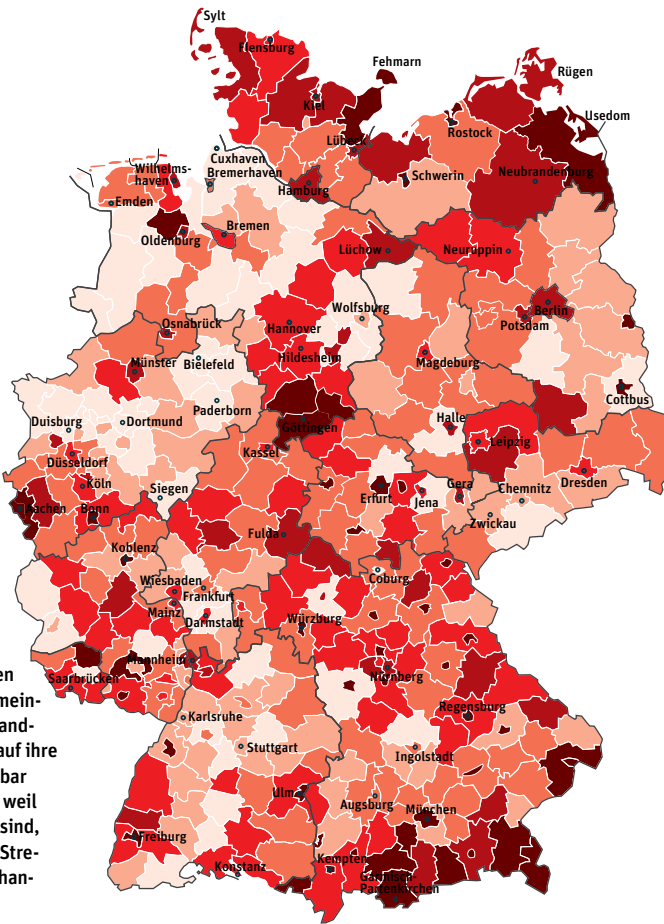 Sylt
Flensburg
Fehmarn
Rügen
Kiel
Usedom
Rostock
Lübeck
Cuxhaven
Wilhelms-
haven
Bremerhaven
Schwerin
Neubrandenburg
Hamburg
Emden
Bremen
Oldenburg
Lüchow
Neuruppin
Wolfsburg
Berlin
Osnabrück
Hannover
Potsdam
Hildesheim
Bielefeld
Magdeburg
Münster
Cottbus
Paderborn
Halle
Duisburg
Dortmund
Göttingen
Leipzig
Kassel
Düsseldorf
Dresden
Köln
Siegen
Erfurt
Gera
Chemnitz
Jena
Aachen
Bonn
Zwickau
Fulda
Koblenz
Coburg
Wiesbaden
Frankfurt
Mainz
Würzburg
Darmstadt
Mannheim
Nürnberg
Saarbrücken
Regensburg
Karlsruhe
Stuttgart
Ingolstadt
Ulm
Augsburg
München
Freiburg
Konstanz
Kempten
Garmisch-
Partenkirchen
en
mein-
and-
auf ihre
bar
weil
sind,
Stre-
han-